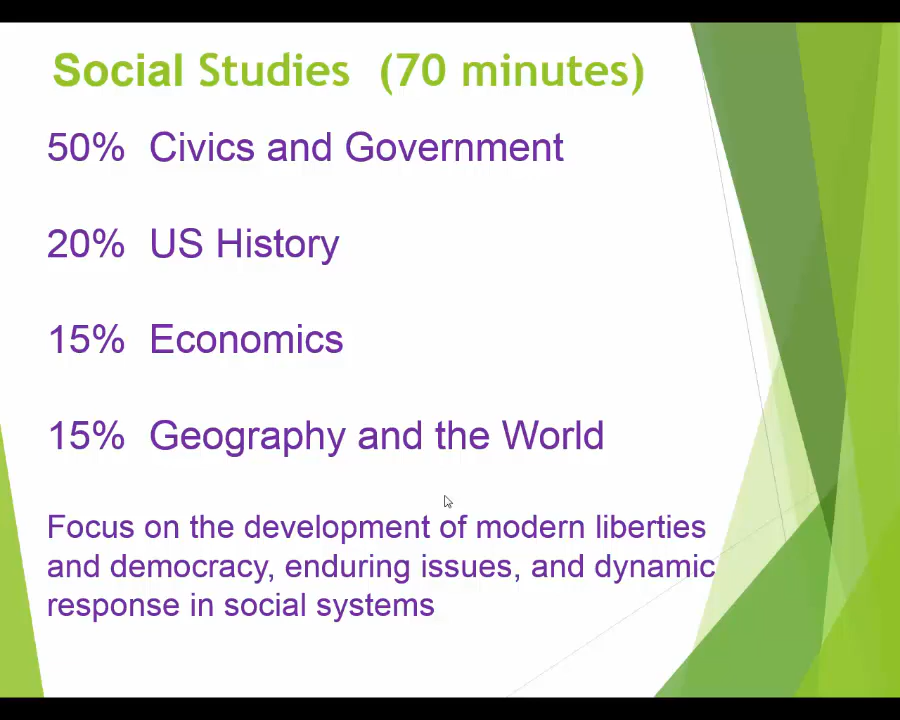 Social Studies (70 minutes)
50% Civics and Government
20% US History
15% Economics
15% Geography and the World
Focus on the development of modern liberties
and democracy, enduring issues, and dynamic
response in social systems